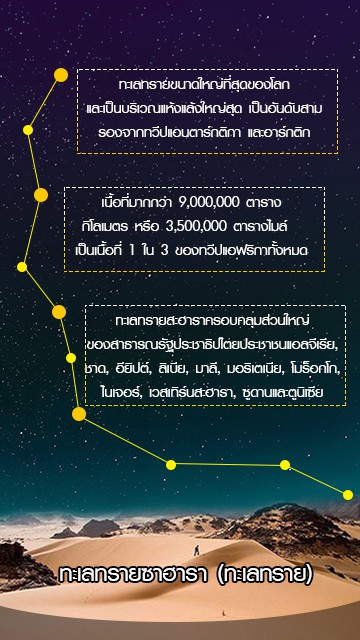 ทะเลทรายขนาดใหญ่ที่สุดของโลก
และเป็นบริเวณแห้งแล้งใหญ่สุด เป็นอันดับสาม
รองจากทวีปแอนตาร์กติกา และอาร์กติก
เนื้อที่มากกว่า 9,000,000 ตาราง
กิโลเมตร หรือ 3,500,000 ตารางไมล์
เป็นเนื้อที่ 1 ใน 3 ของทวีปแอฟริกาทั้งหมด
ทะเลทรายสะฮาราครอบคลุมส่วนใหญ่
ของสาธารณรัฐประชาธิปไตยประชาชนแอลจีเรีย,
ชาด, อียิปต์, ลิเบีย, มาลี, มอริเตเนีย, โมร็อคโก,
ไนเจอร์, เวสเทิร์นสะฮารา, ซูดานและตูนิเซีย
ทะเลทรายซาฮารา (ทะเลทราย)